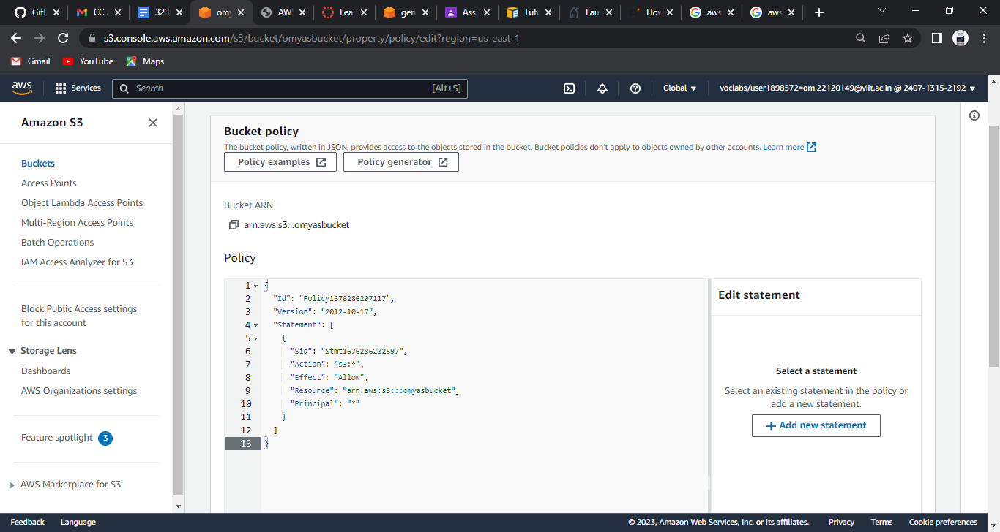 Gitl
CC
323
omy
AW
Lea
gen
Assi
Tut
Lau
Hov
aws
aws
s3.console.aws.amazon.com/s3/bucket/omyasbucket/property/policy/edit?region=us-east-1
Gmail
YouTube
Maps
aws
Services
Search
[Alt+S]
Global
voclabs/user1898572=om.22120149@viit.ac.in @ 2407-1315-2192
Amazon S3
Buckets
Access Points
Object Lambda Access Points
Multi-Region Access Points
Batch Operations
IAM Access Analyzer for S3
Block Public Access settings
for this account
Storage Lens
Dashboards
AWS Organizations settings
Feature spotlight 3
AWS Marketplace for S3
Bucket policy
The bucket policy, written in JSON, provides access to the objects stored in the bucket. Bucket policies don't apply to objects owned by other accounts. Learn more
Policy examples
Policy generator
Bucket ARN
arn:aws:s3:::omyasbucket
Policy
1 {
2 "Id": "Policy1676286207117",
3 "Version": "2012-10-17",
4 "Statement": [
5 {
6 "Sid": "Stmt1676286202597",
7 "Action": "s3:*",
8 "Effect": "Allow",
9 "Resource": "arn:aws:s3:::omyasbucket",
10 "Principal": "*"
11 }
12 ]
13 }
Edit statement
Select a statement
Select an existing statement in the policy or
add a new statement.
+ Add new statement
Feedback
Language
© 2023, Amazon Web Services, Inc. or its affiliates.
Privacy
Terms
Cookie preferences